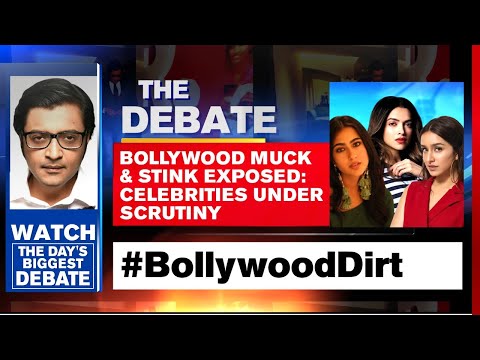 THE
DEBATE
BOLLYWOOD MUCK
& STINK EXPOSED:
CELEBRITIES UNDER
SCRUTINY
WATCH
THE DAY'S
BIGGEST
DEBATE
#BollywoodDirt